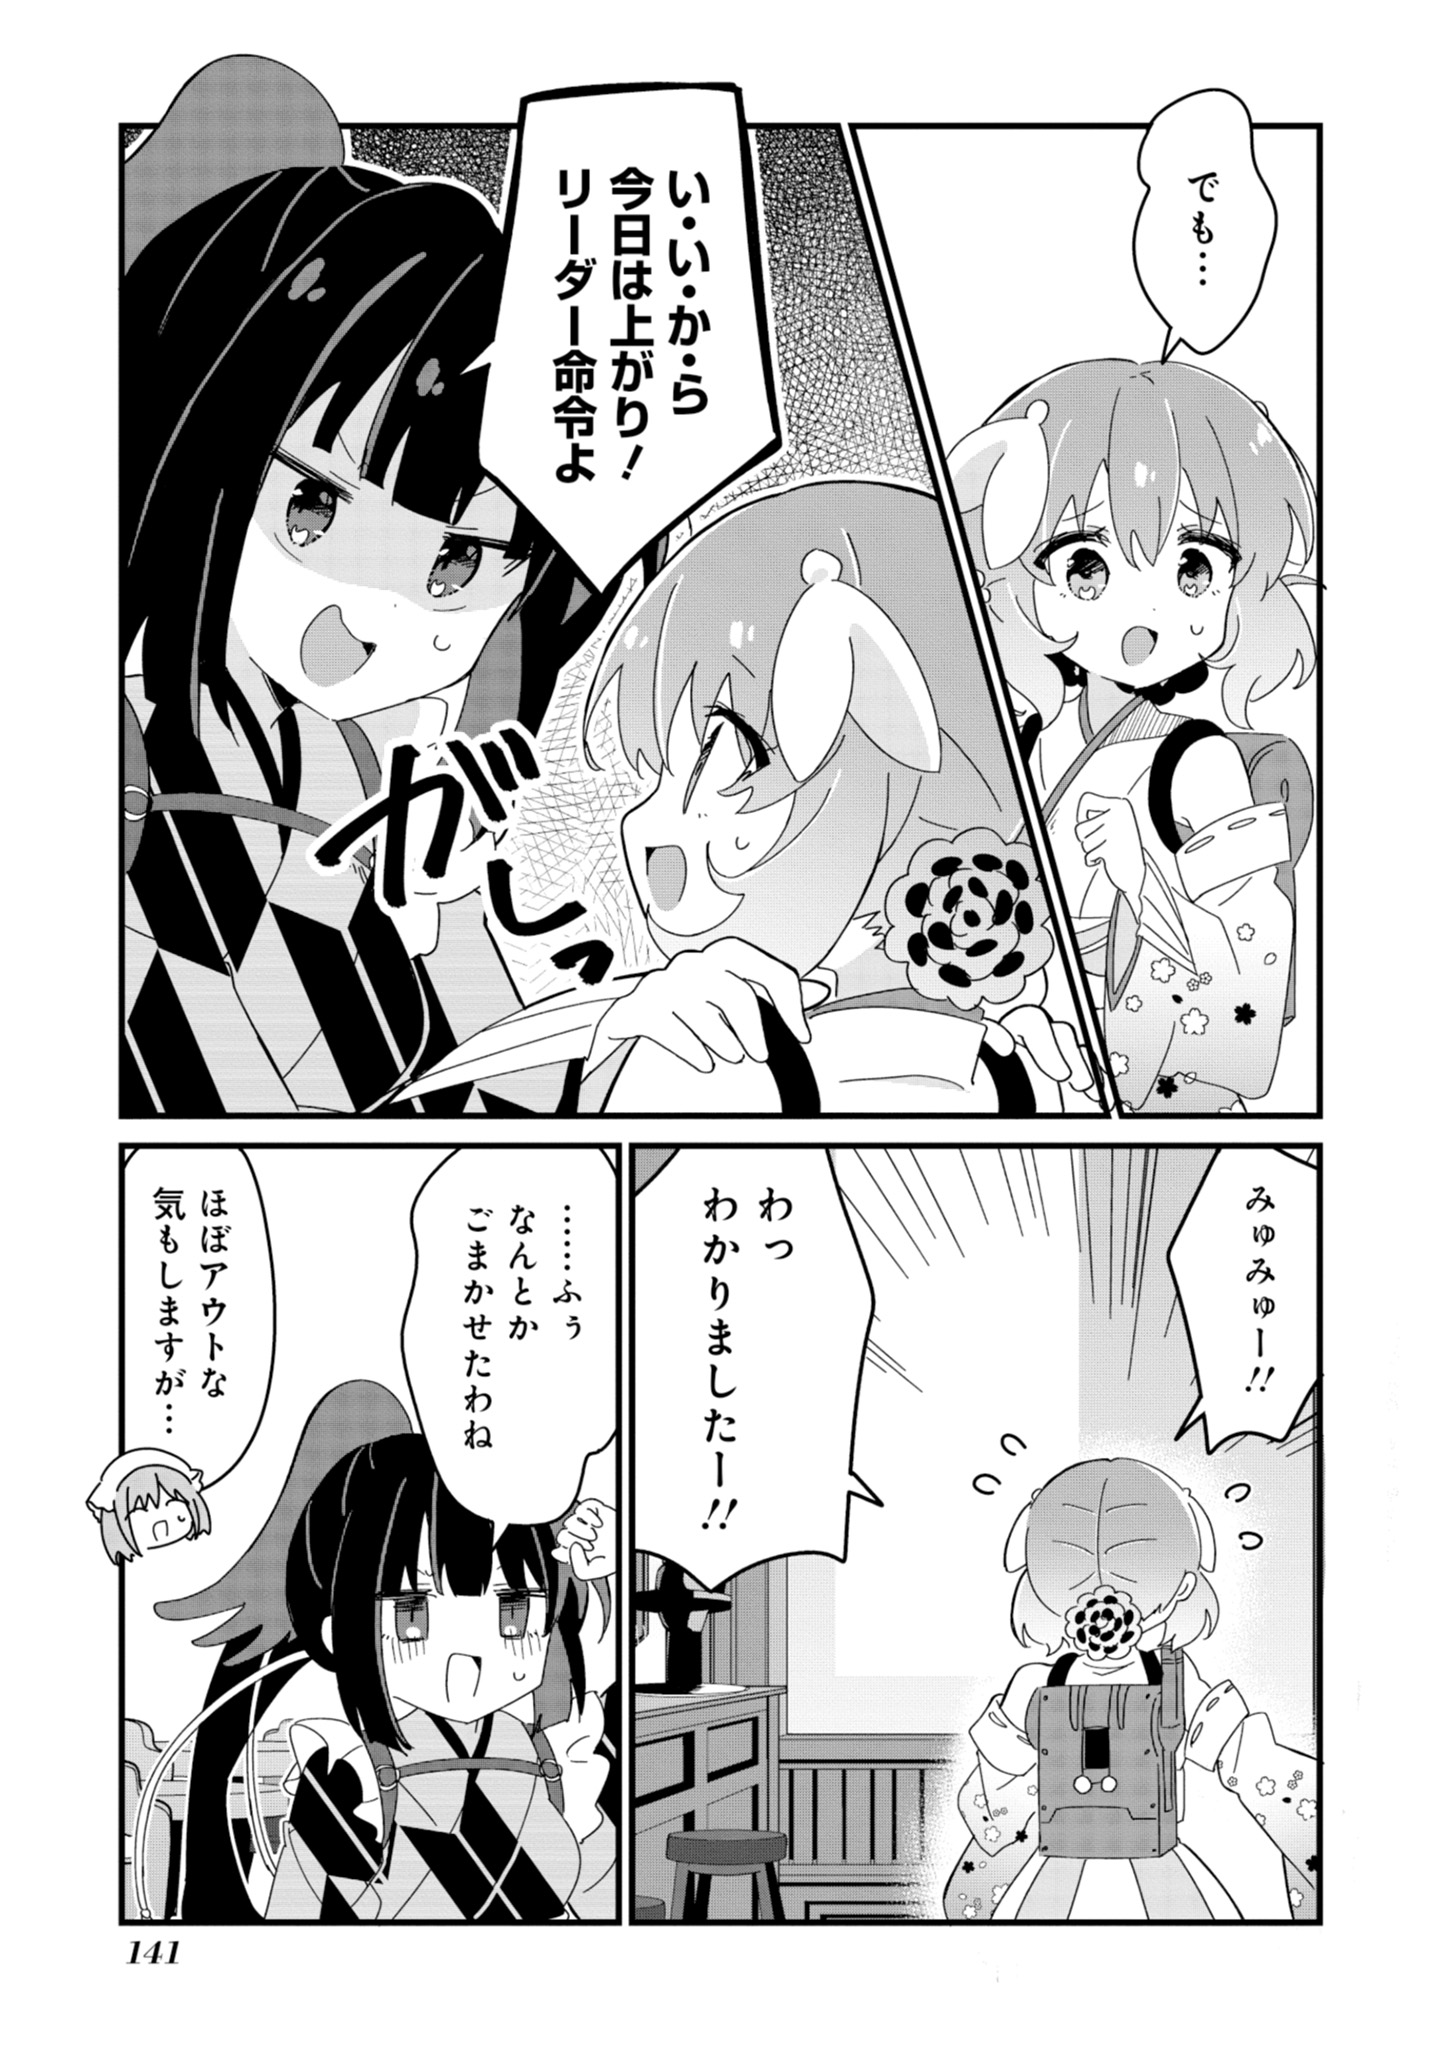 でも…
い・い・か・ら
今日は上がり!
リーダー命令よ
がしっ
みゅみゅー!!
わっ
わかりましたー!!
……ふぅ
なんとか
ごまかせたわね
ほぼアウトな
気もしますが…
141